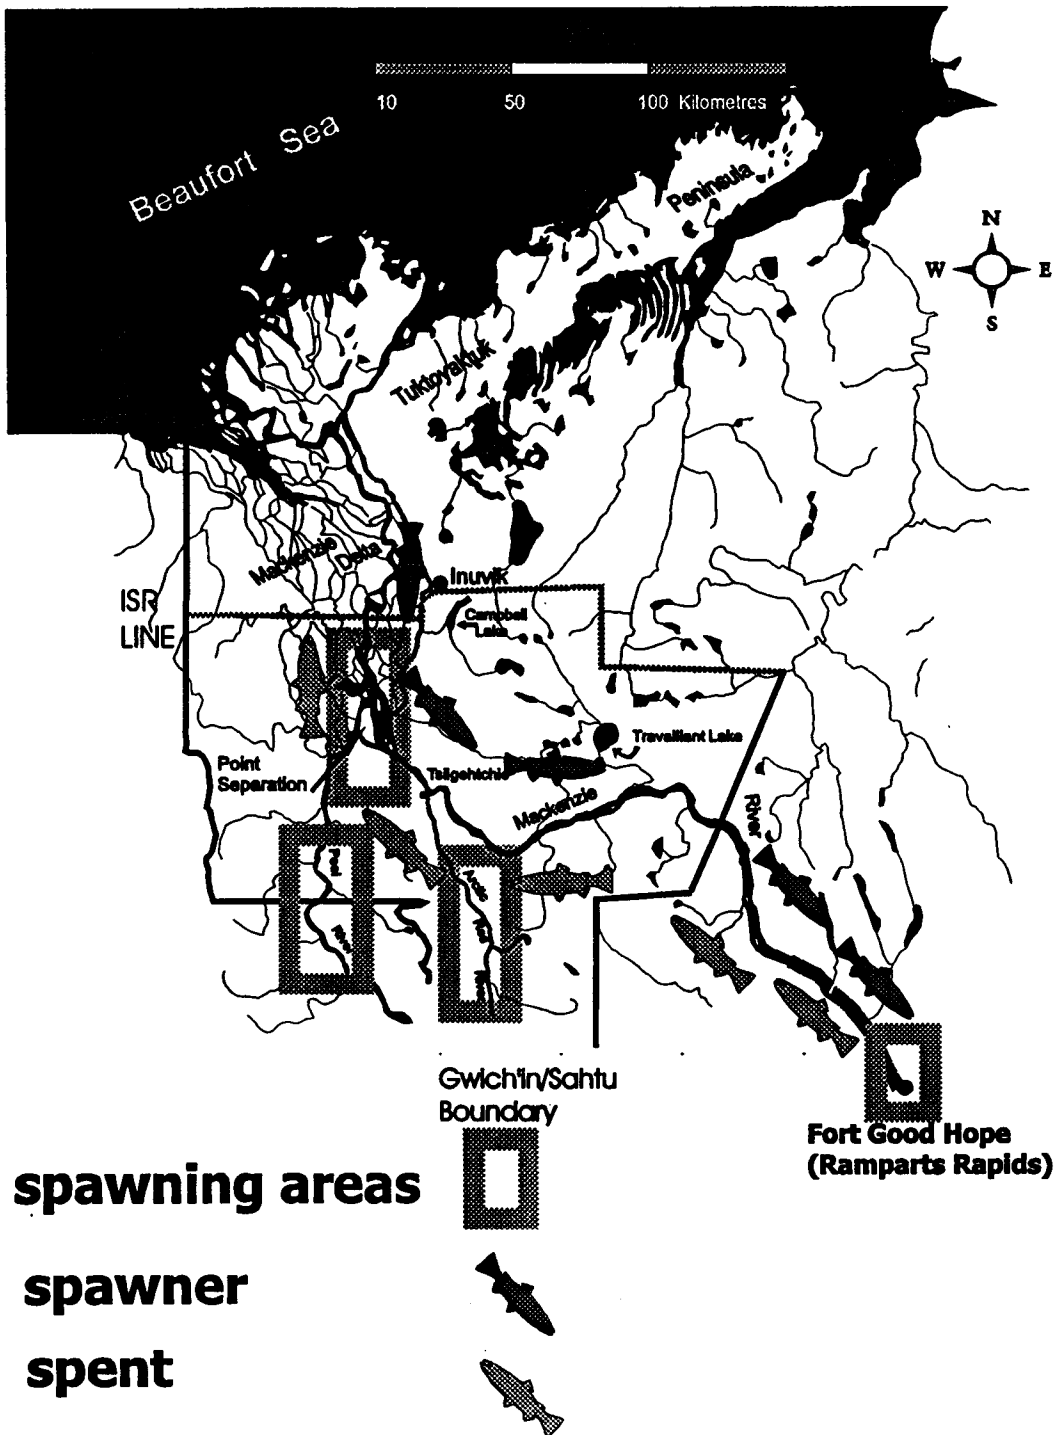 10 50 100 Kilometres
Beaufort Sea
Peninsula
N
W E
S
Tuktoyaktuk
Mackenzie
Delta
Inuvik
ISR
LINE
Campbell
Lake
Travaillant Lake
Point
Separation
Tsiigehtchic
Mackenzie
River
Peel
River
Arctic
Red
River
Gwich'in/Sahtu
Boundary
Fort Good Hope
(Ramparts Rapids)
spawning areas
spawner
spent